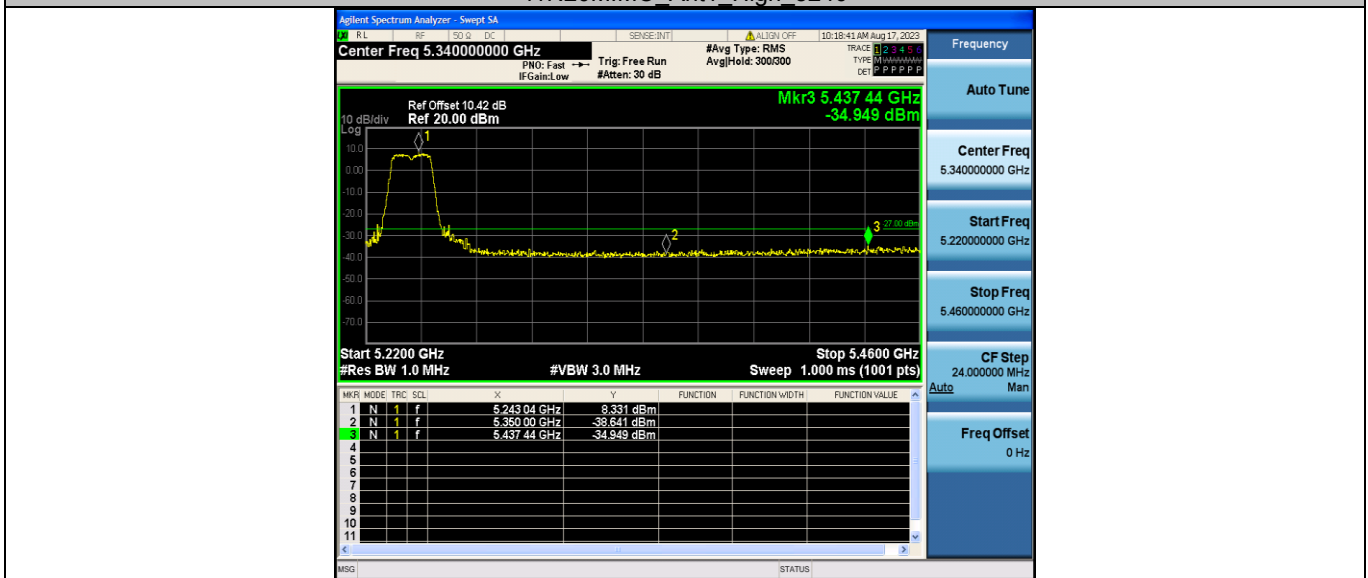 Agilent Spectrum Analyzer - Swept SA
RL RF 50 Ω DC SENSE:INT ALIGN OFF 10:18:41 AM Aug 17, 2023
Center Freq 5.340000000 GHz
PNO: Fast
IFGain:Low
Trig: Free Run
#Atten: 30 dB
#Avg Type: RMS
Avg|Hold: 300/300
TRACE 1 2 3 4 5 6
TYPE M
DET P P P P P P
Mkr3 5.437 44 GHz
-34.949 dBm
Ref Offset 10.42 dB
10 dB/div Ref 20.00 dBm
Log
10.0
0.00
-10.0
-20.0
-30.0
-40.0
-50.0
-60.0
-70.0
1
2
3
-27.00 dBm
Start 5.2200 GHz Stop 5.4600 GHz
#Res BW 1.0 MHz #VBW 3.0 MHz Sweep 1.000 ms (1001 pts)
MKR MODE TRC SCL X Y FUNCTION FUNCTION WIDTH FUNCTION VALUE
1 N 1 f 5.243 04 GHz 8.331 dBm
2 N 1 f 5.350 00 GHz -38.641 dBm
3 N 1 f 5.437 44 GHz -34.949 dBm
4
5
6
7
8
9
10
11
MSG STATUS
Frequency
Auto Tune
Center Freq
5.340000000 GHz
Start Freq
5.220000000 GHz
Stop Freq
5.460000000 GHz
CF Step
24.000000 MHz
Auto Man
Freq Offset
0 Hz